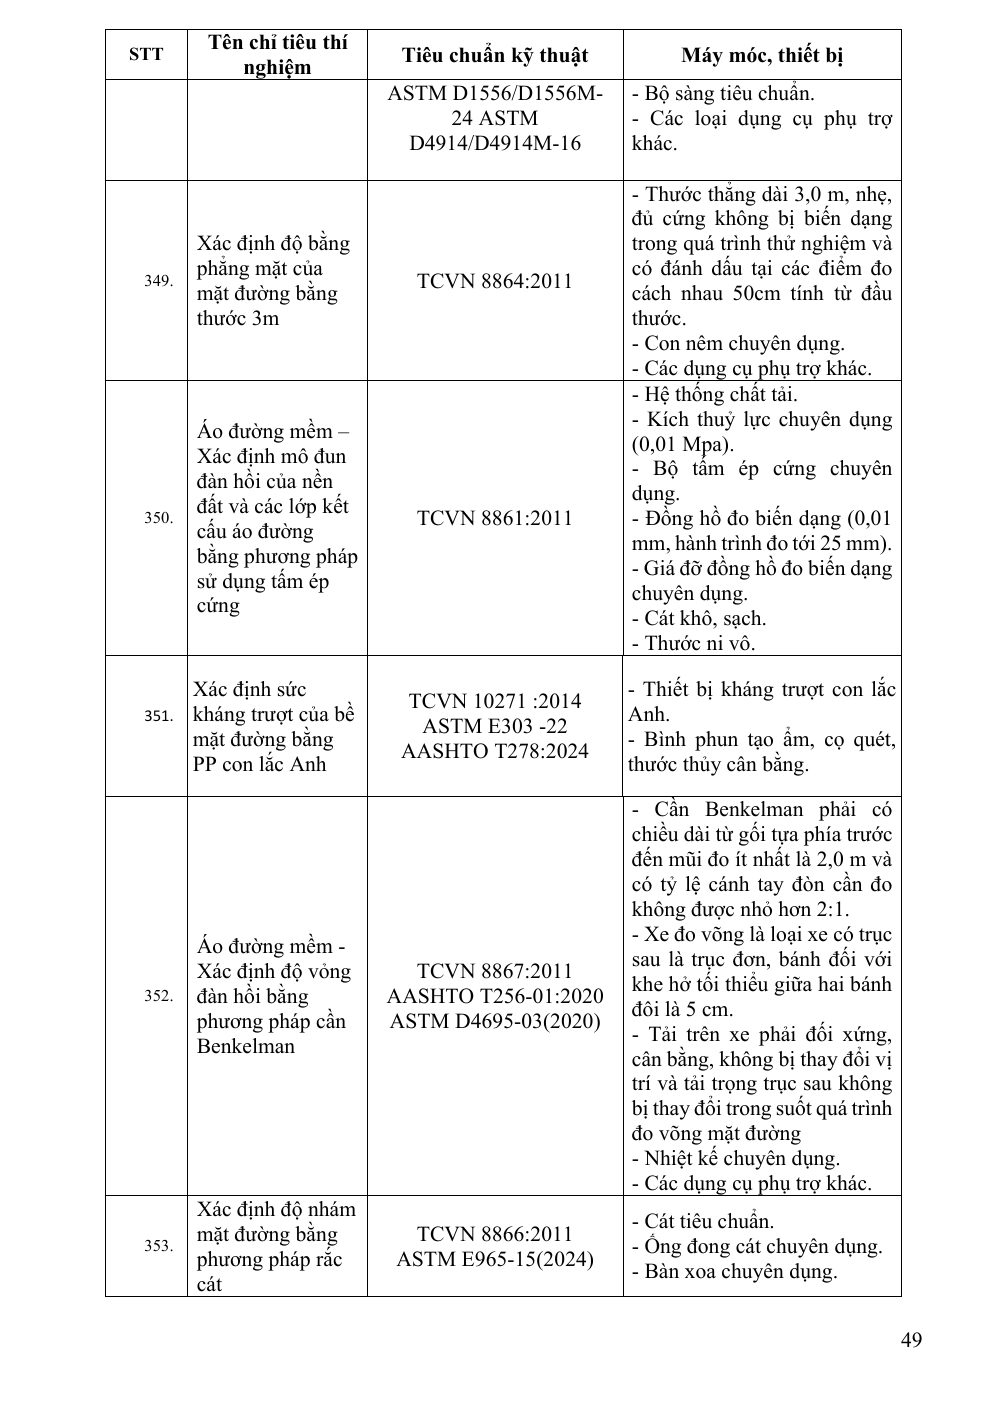 STT
Tên chỉ tiêu thí
nghiệm
Tiêu chuẩn kỹ thuật
Máy móc, thiết bị
ASTM D1556/D1556M-
24 ASTM
D4914/D4914M-16
- Bộ sàng tiêu chuẩn.
- Các loại dụng cụ phụ trợ
khác.
349.
Xác định độ bằng
phẳng mặt của
mặt đường bằng
thước 3m
TCVN 8864:2011
- Thước thẳng dài 3,0 m, nhẹ,
đủ cứng không bị biến dạng
trong quá trình thử nghiệm và
có đánh dấu tại các điểm đo
cách nhau 50cm tính từ đầu
thước.
- Con nêm chuyên dụng.
- Các dụng cụ phụ trợ khác.
350.
Áo đường mềm –
Xác định mô đun
đàn hồi của nền
đất và các lớp kết
cấu áo đường
bằng phương pháp
sử dụng tấm ép
cứng
TCVN 8861:2011
- Hệ thống chất tải.
- Kích thuỷ lực chuyên dụng
(0,01 Mpa).
- Bộ tấm ép cứng chuyên
dụng.
- Đồng hồ đo biến dạng (0,01
mm, hành trình đo tới 25 mm).
- Giá đỡ đồng hồ đo biến dạng
chuyên dụng.
- Cát khô, sạch.
- Thước ni vô.
351.
Xác định sức
kháng trượt của bề
mặt đường bằng
PP con lắc Anh
TCVN 10271 :2014
ASTM E303 -22
AASHTO T278:2024
- Thiết bị kháng trượt con lắc
Anh.
- Bình phun tạo ẩm, cọ quét,
thước thủy cân bằng.
352.
Áo đường mềm -
Xác định độ vỏng
đàn hồi bằng
phương pháp cần
Benkelman
TCVN 8867:2011
AASHTO T256-01:2020
ASTM D4695-03(2020)
- Cần Benkelman phải có
chiều dài từ gối tựa phía trước
đến mũi đo ít nhất là 2,0 m và
có tỷ lệ cánh tay đòn cần đo
không được nhỏ hơn 2:1.
- Xe đo võng là loại xe có trục
sau là trục đơn, bánh đối với
khe hở tối thiểu giữa hai bánh
đôi là 5 cm.
- Tải trên xe phải đối xứng,
cân bằng, không bị thay đổi vị
trí và tải trọng trục sau không
bị thay đổi trong suốt quá trình
đo võng mặt đường
- Nhiệt kế chuyên dụng.
- Các dụng cụ phụ trợ khác.
353.
Xác định độ nhám
mặt đường bằng
phương pháp rắc
cát
TCVN 8866:2011
ASTM E965-15(2024)
- Cát tiêu chuẩn.
- Ống đong cát chuyên dụng.
- Bàn xoa chuyên dụng.
49